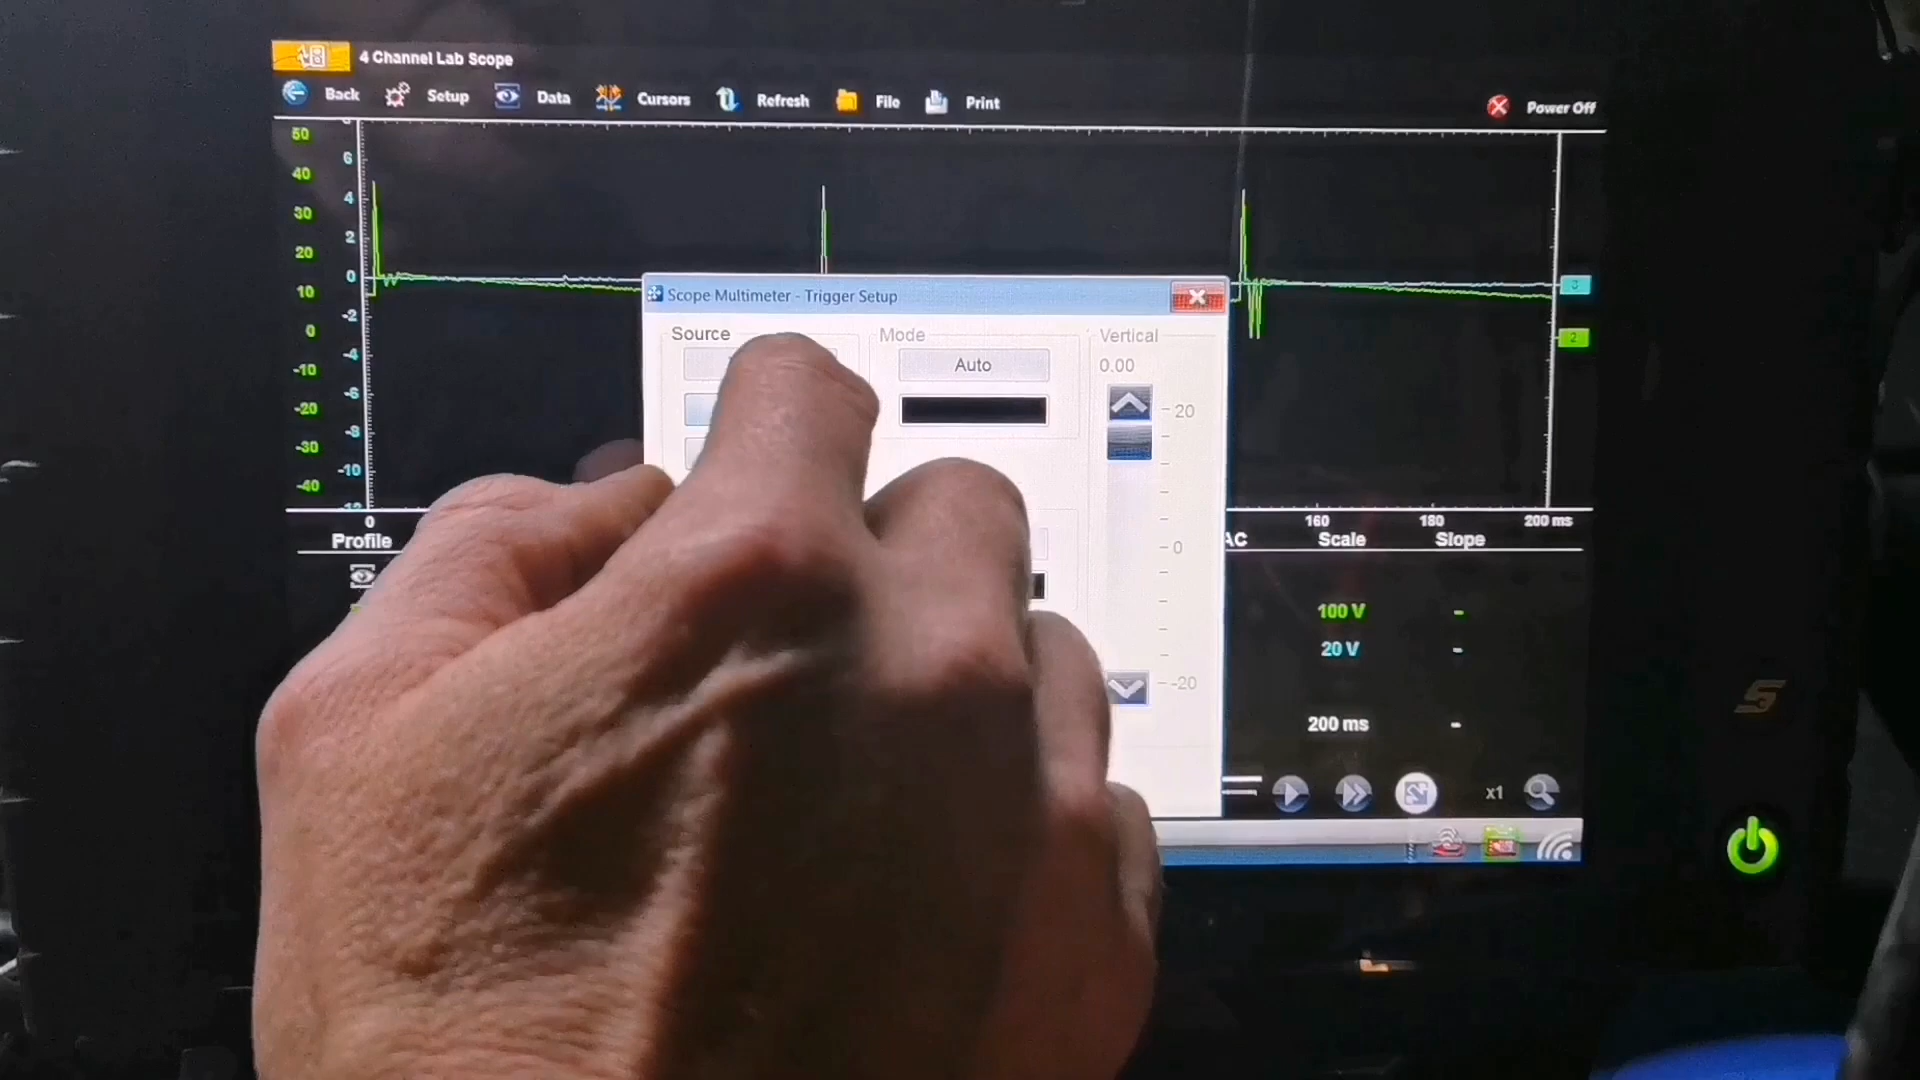 4 Channel Lab Scope
Back Setup Data Cursors Refresh File Print Power Off
50
40
30
20
10
0
-10
-20
-30
-40
6
4
2
0
-2
-4
-6
-8
-10
3
2
Scope Multimeter - Trigger Setup
Source Mode Vertical
Auto 0.00
20
0
-20
0 160 180 200 ms
Profile AC Scale Slope
100 V -
20 V -
200 ms -
x1